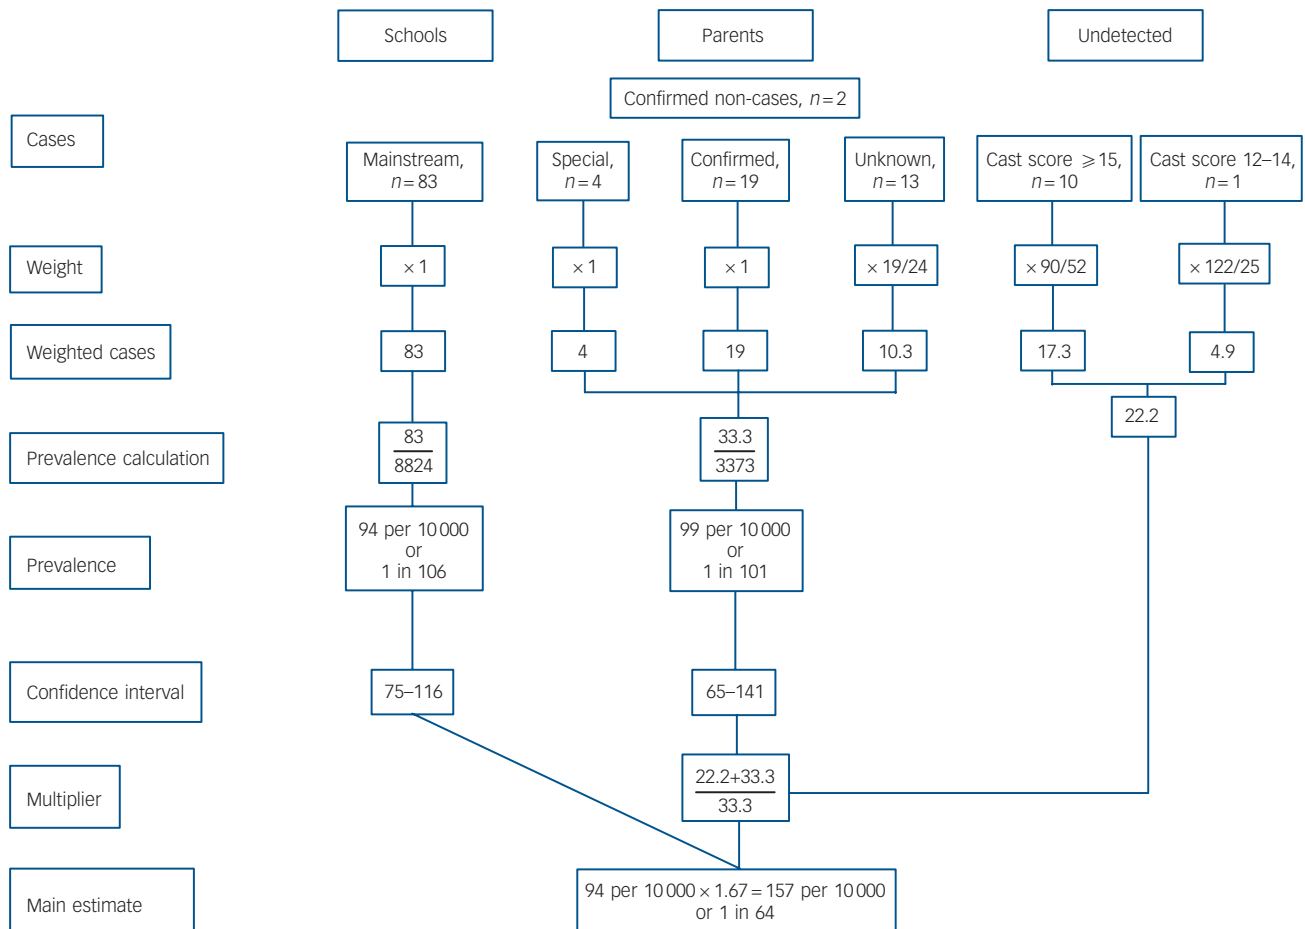 Schools
Parents
Undetected
Confirmed non-cases, n=2
Cases
Mainstream,
n=83
Special,
n=4
Confirmed,
n=19
Unknown,
n=13
Cast score ⩾15,
n=10
Cast score 12–14,
n=1
Weight
×1
×1
×1
×19/24
×90/52
×122/25
Weighted cases
83
4
19
10.3
17.3
4.9
22.2
Prevalence calculation
83
8824
33.3
3373
Prevalence
94 per 10 000
or
1 in 106
99 per 10 000
or
1 in 101
Confidence interval
75–116
65–141
Multiplier
22.2+33.3
33.3
Main estimate
94 per 10 000 × 1.67 = 157 per 10 000
or 1 in 64